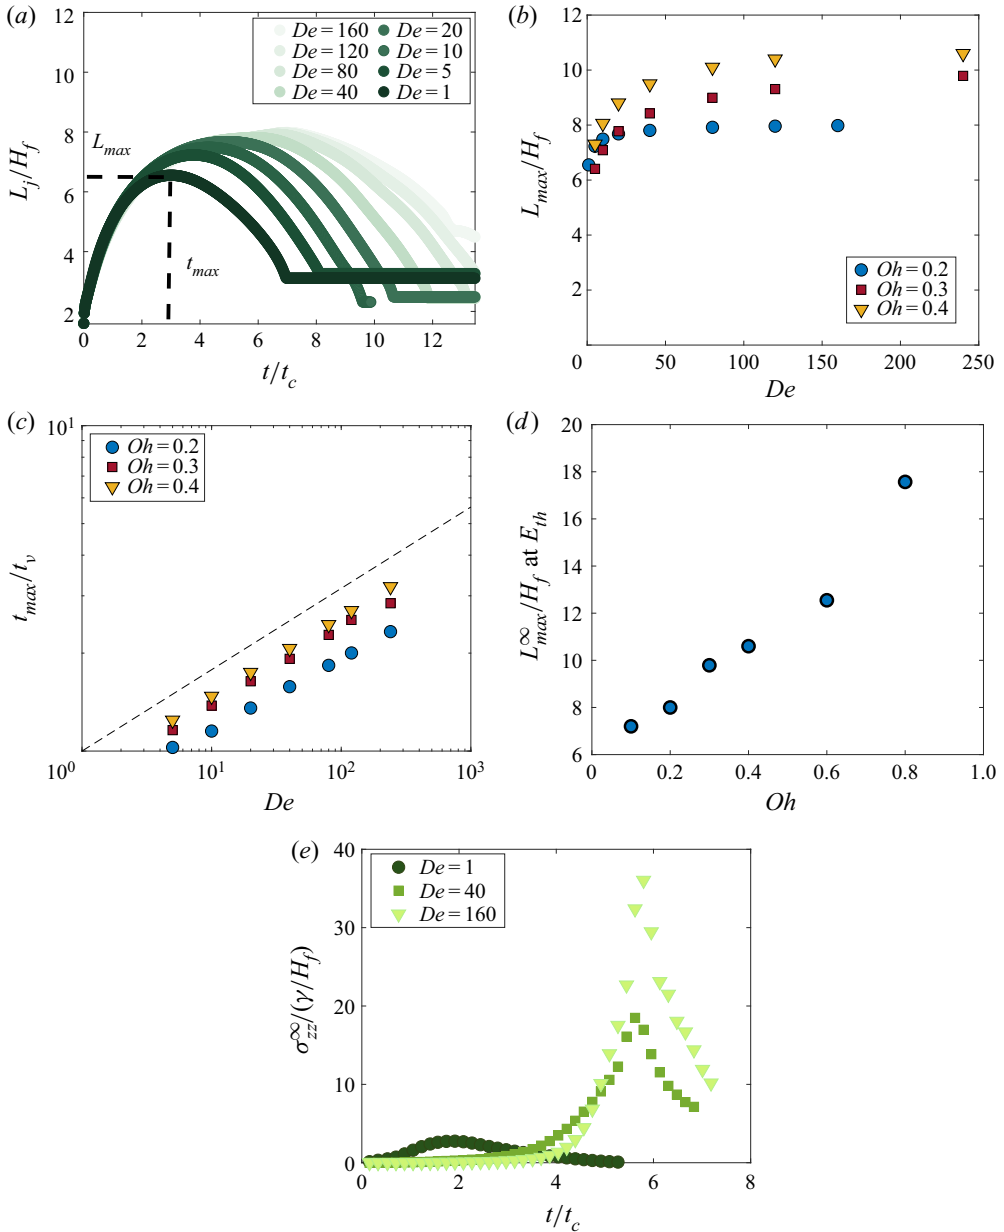 (a)
12
10
8
6
4
2
0
2
4
6
8
10
12
L_j/H_f
t/t_c
L_max
t_max
De = 160
De = 120
De = 80
De = 40
De = 20
De = 10
De = 5
De = 1
(b)
12
10
8
6
4
2
0
50
100
150
200
250
L_max/H_f
De
Oh = 0.2
Oh = 0.3
Oh = 0.4
(c)
10^1
10^0
10^1
10^2
10^3
t_max/t_ν
De
Oh = 0.2
Oh = 0.3
Oh = 0.4
(d)
20
18
16
14
12
10
8
6
0
0.2
0.4
0.6
0.8
1.0
L_max^∞/H_f at E_th
Oh
(e)
40
30
20
10
0
2
4
6
8
σ_zz^∞/(γ/H_f)
t/t_c
De = 1
De = 40
De = 160